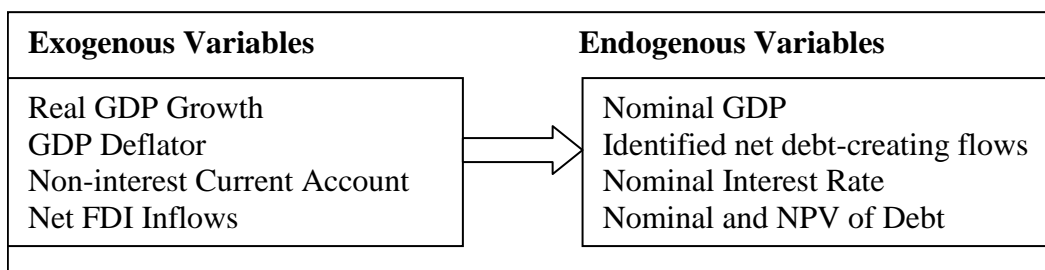 Exogenous Variables
Endogenous Variables
Real GDP Growth
GDP Deflator
Non-interest Current Account
Net FDI Inflows
Nominal GDP
Identified net debt-creating flows
Nominal Interest Rate
Nominal and NPV of Debt